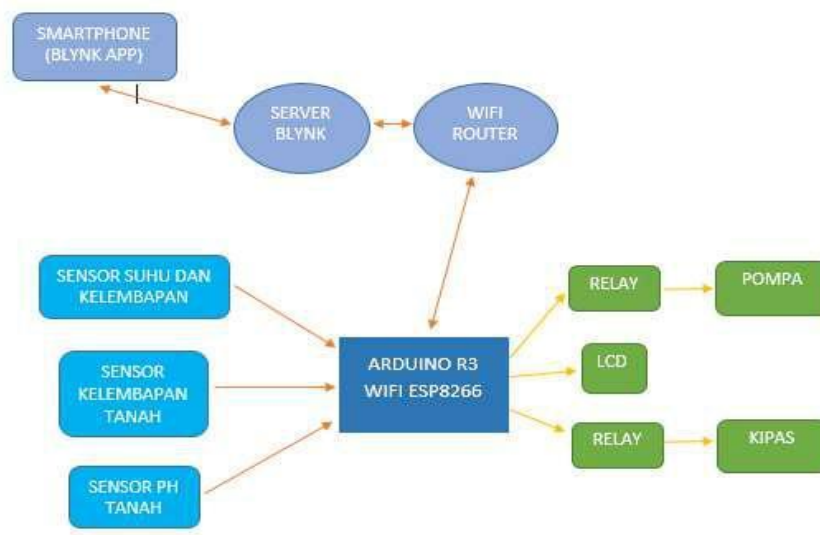 SMARTPHONE
(BLYNK APP)
SERVER
BLYNK
WIFI
ROUTER
SENSOR SUHU DAN
KELEMBAPAN
SENSOR
KELEMBAPAN
TANAH
SENSOR PH
TANAH
ARDUINO R3
WIFI ESP8266
RELAY
POMPA
LCD
RELAY
KIPAS